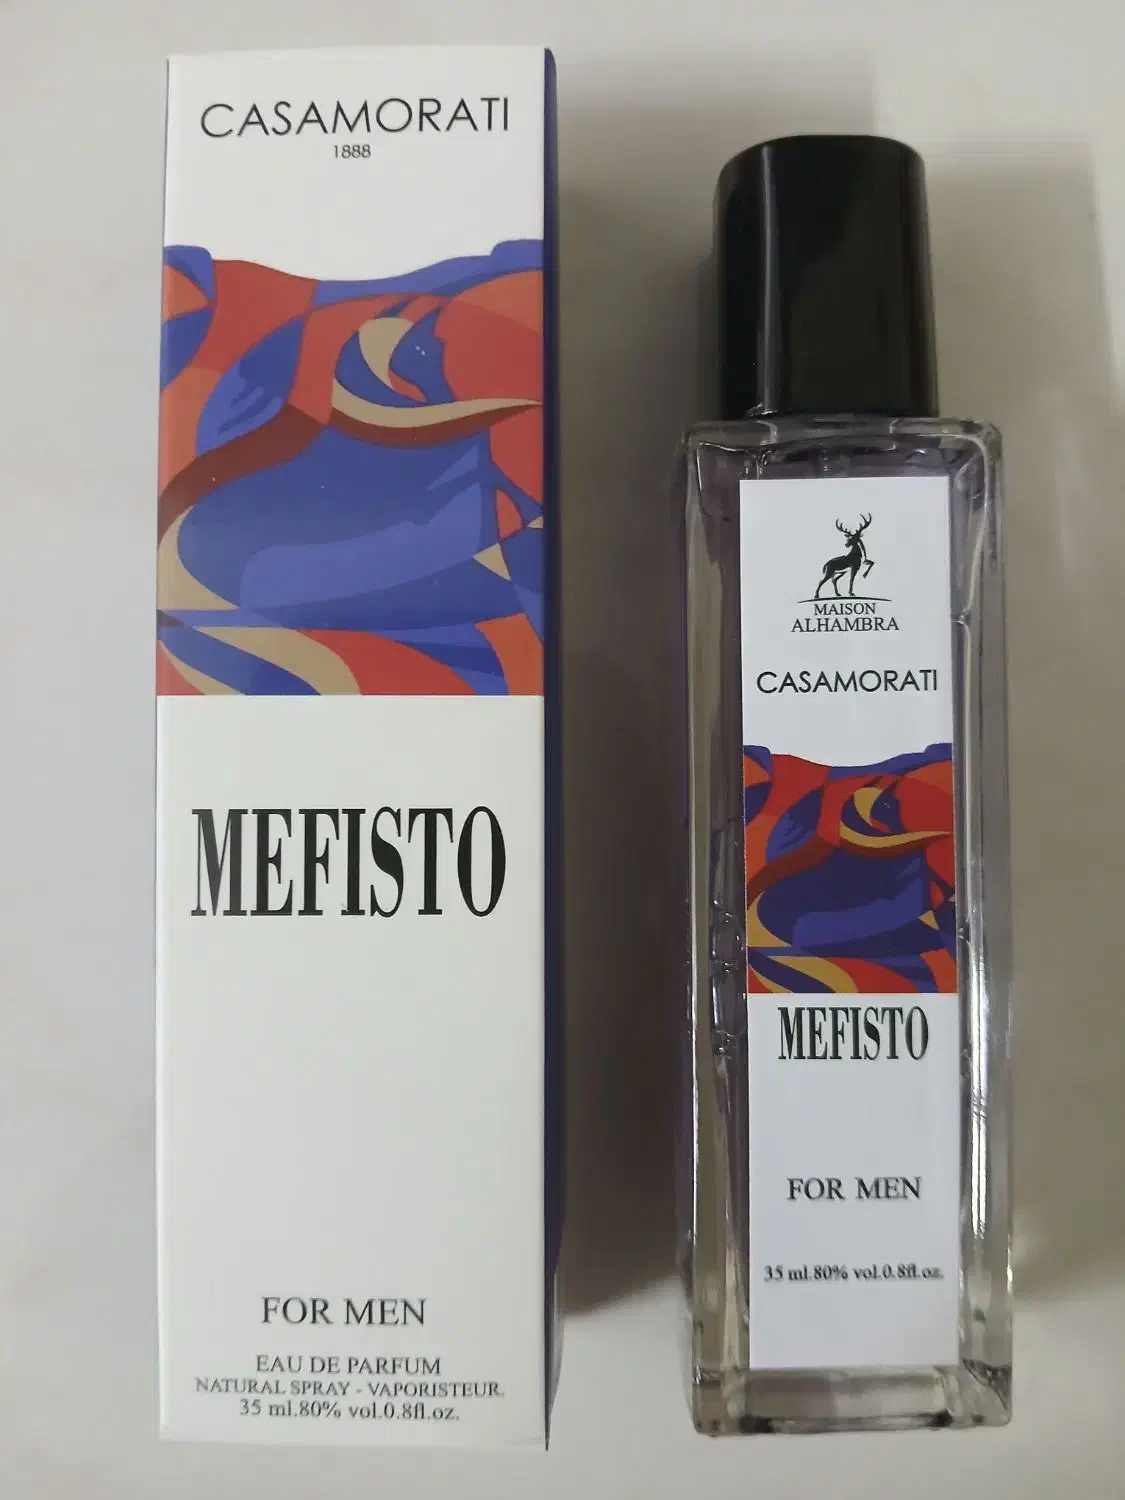 CASAMORATI
1888
MEFISTO
FOR MEN
EAU DE PARFUM
NATURAL SPRAY - VAPORISTEUR.
35 ml.80% vol.0.8fl.oz.
MAISON
ALHAMBRA
CASAMORATI
MEFISTO
FOR MEN
35 ml.80% vol.0.8fl.oz.